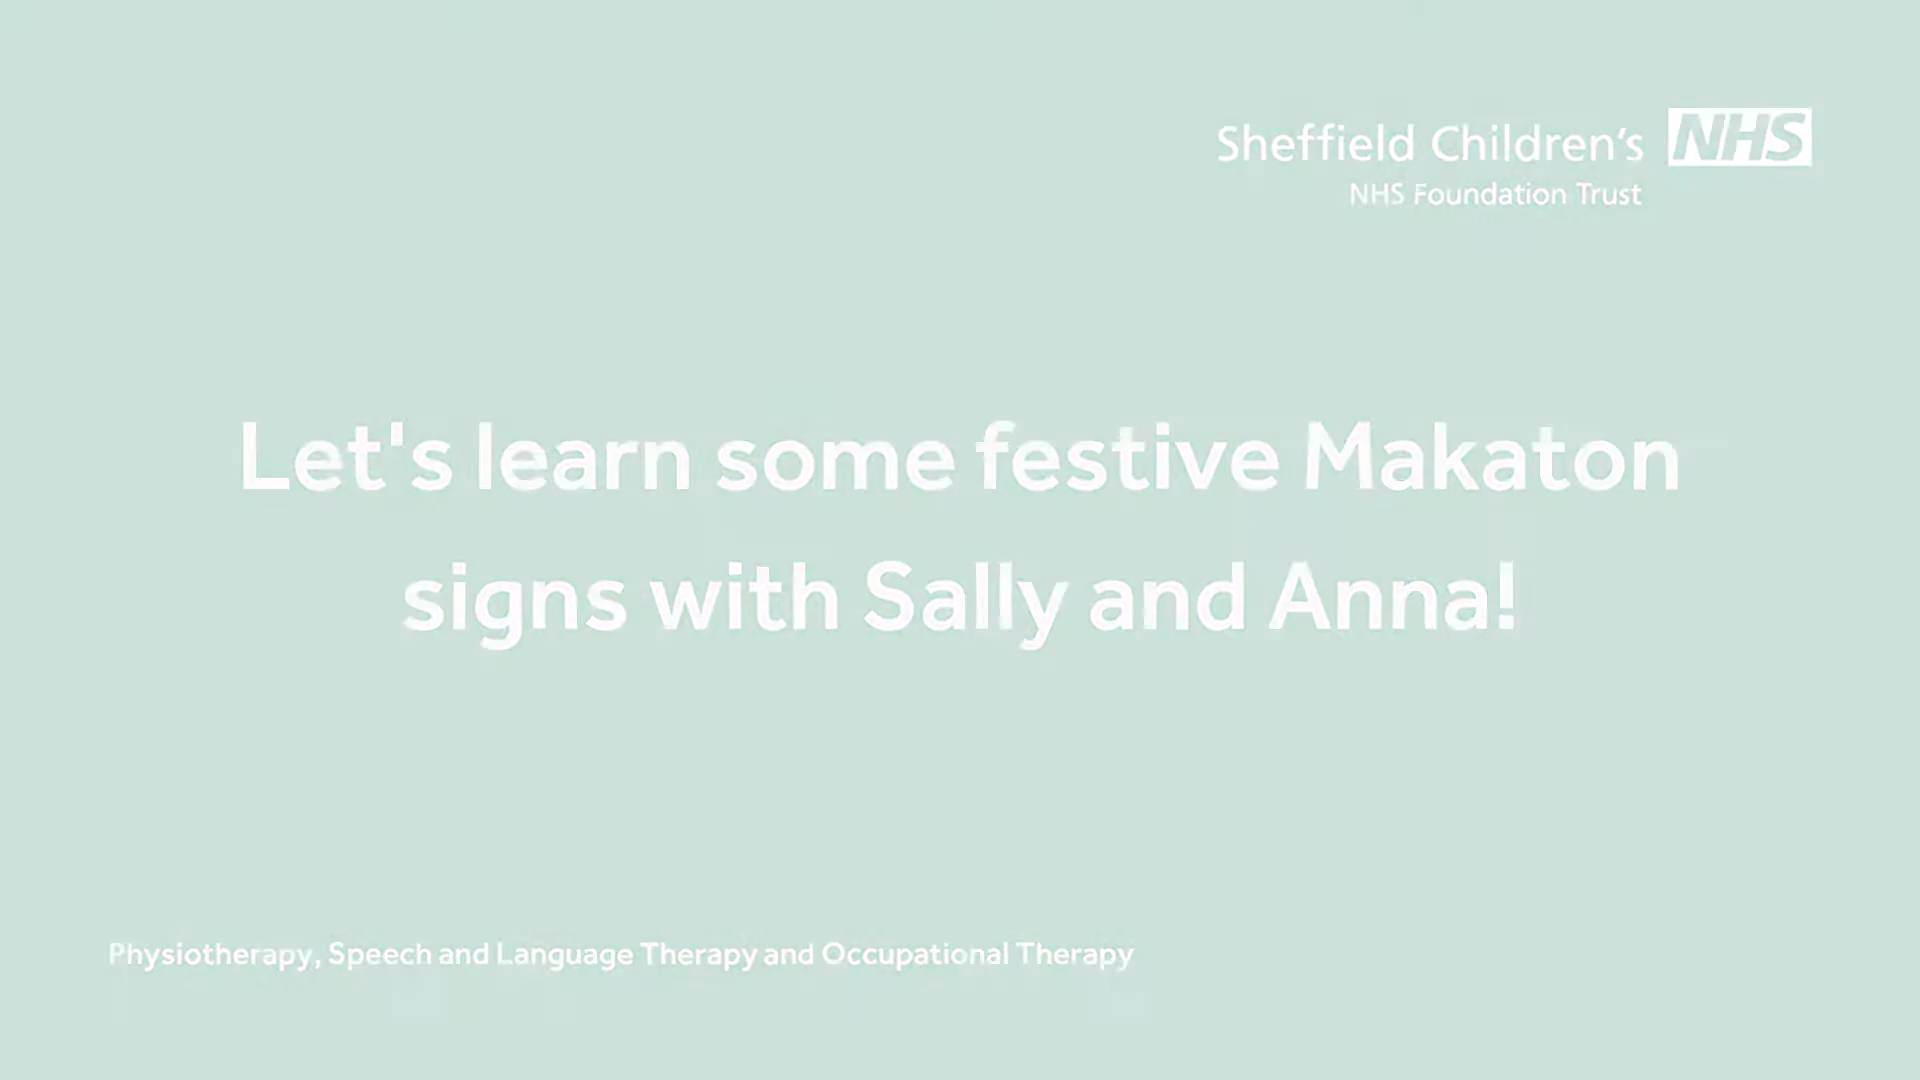 Sheffield Children's NHS
NHS Foundation Trust
Let's learn some festive Makaton
signs with Sally and Anna!
Physiotherapy, Speech and Language Therapy and Occupational Therapy